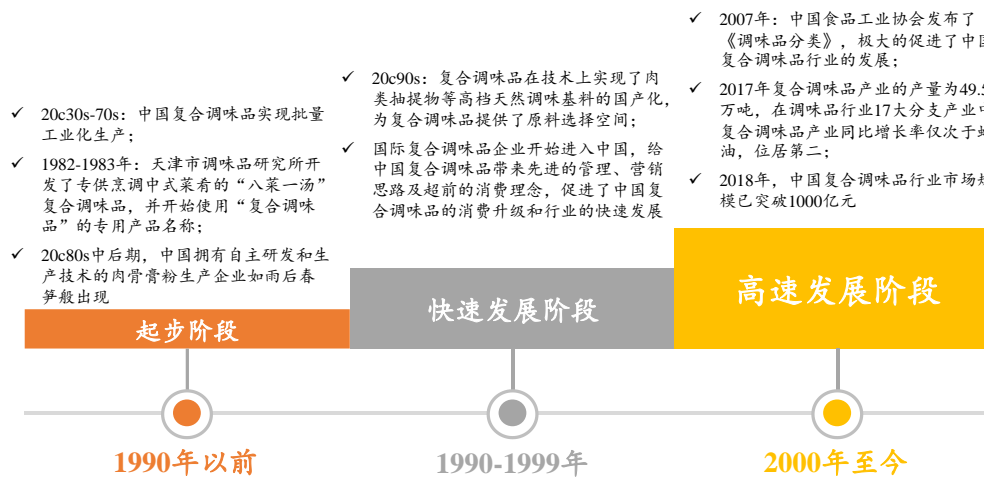 ✓ 20c30s-70s：中国复合调味品实现批量
工业化生产；
✓ 1982-1983年：天津市调味品研究所开
发了专供烹调中式菜肴的“八菜一汤”
复合调味品，并开始使用“复合调味
品”的专用产品名称；
✓ 20c80s中后期，中国拥有自主研发和生
产技术的肉骨膏粉生产企业如雨后春
笋般出现
起步阶段
1990年以前
✓ 20c90s：复合调味品在技术上实现了肉
类抽提物等高档天然调味基料的国产化，
为复合调味品提供了原料选择空间；
✓ 国际复合调味品企业开始进入中国，给
中国复合调味品带来先进的管理、营销
思路及超前的消费理念，促进了中国复
合调味品的消费升级和行业的快速发展
快速发展阶段
1990-1999年
✓ 2007年：中国食品工业协会发布了
《调味品分类》，极大的促进了中国
复合调味品行业的发展；
✓ 2017年复合调味品产业的产量为49.5
万吨，在调味品行业17大分支产业中
复合调味品产业同比增长率仅次于蚝
油，位居第二；
✓ 2018年，中国复合调味品行业市场规
模已突破1000亿元
高速发展阶段
2000年至今